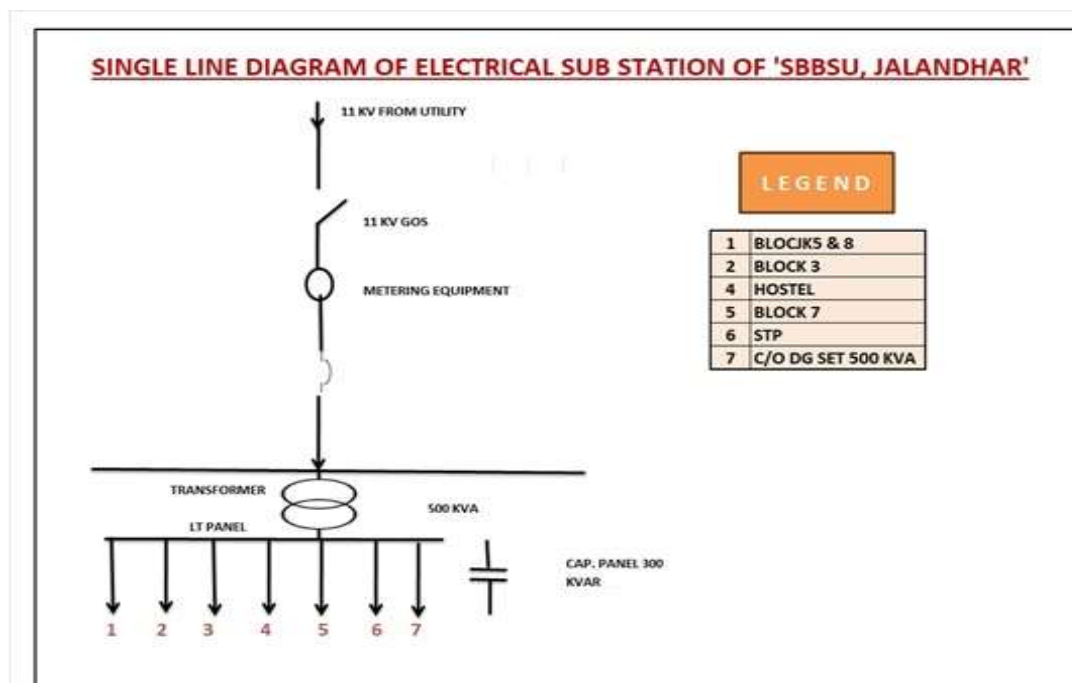 SINGLE LINE DIAGRAM OF ELECTRICAL SUB STATION OF 'SBBSU, JALANDHAR'
11 KV FROM UTILITY
LEGEND
11 KV GOS
1 BLOCJK5 & 8
2 BLOCK 3
4 HOSTEL
5 BLOCK 7
6 STP
7 C/O DG SET 500 KVA
METERING EQUIPMENT
TRANSFORMER
500 KVA
LT PANEL
CAP. PANEL 300
KVAR
1 2 3 4 5 6 7